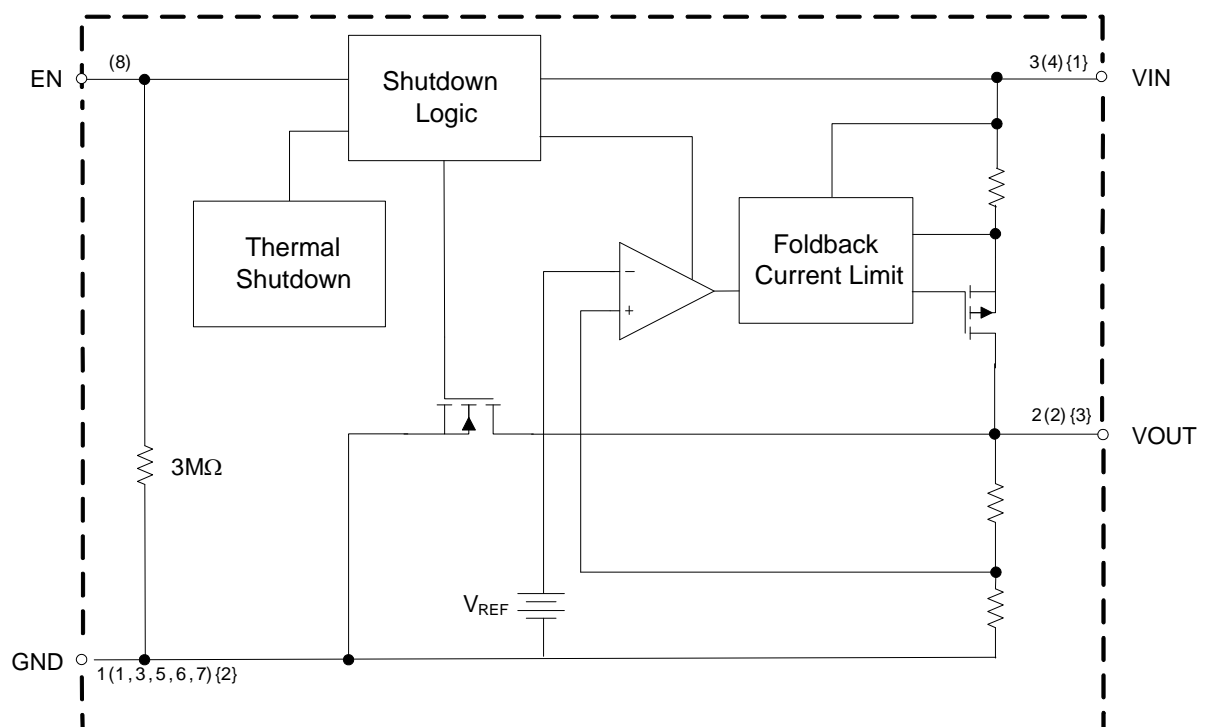 EN
(8)
Shutdown
Logic
3(4){1}
VIN
Thermal
Shutdown
Foldback
Current Limit
−
+
2(2){3}
VOUT
3MΩ
VREF
GND
1(1,3,5,6,7){2}